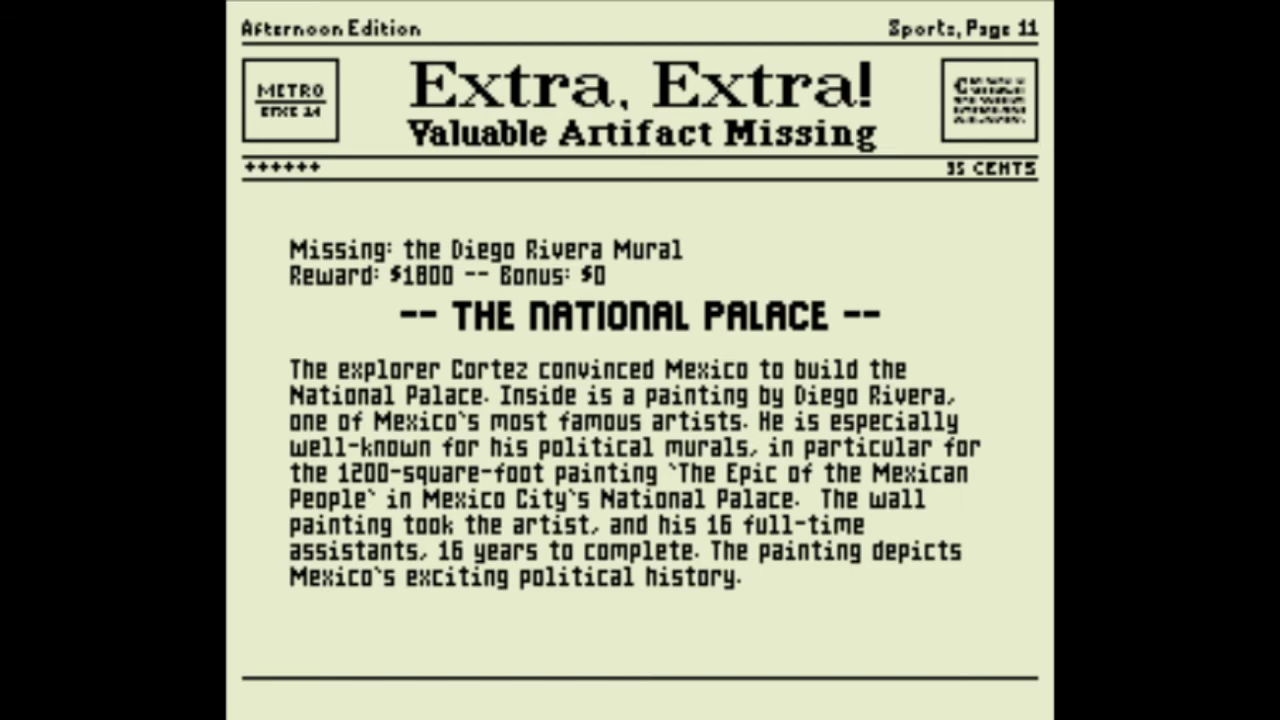 Afternoon Edition
Sports, Page 11
METRO
Extra, Extra!
Valuable Artifact Missing
++++++
35 CENTS
Missing: the Diego Rivera Mural
Reward: $1800 -- Bonus: $0
-- THE NATIONAL PALACE --
The explorer Cortez convinced Mexico to build the
National Palace. Inside is a painting by Diego Rivera,
one of Mexico`s most famous artists. He is especially
well-known for his political murals, in particular for
the 1200-square-foot painting `The Epic of the Mexican
People` in Mexico City`s National Palace.  The wall
painting took the artist, and his 16 full-time
assistants, 16 years to complete. The painting depicts
Mexico`s exciting political history.